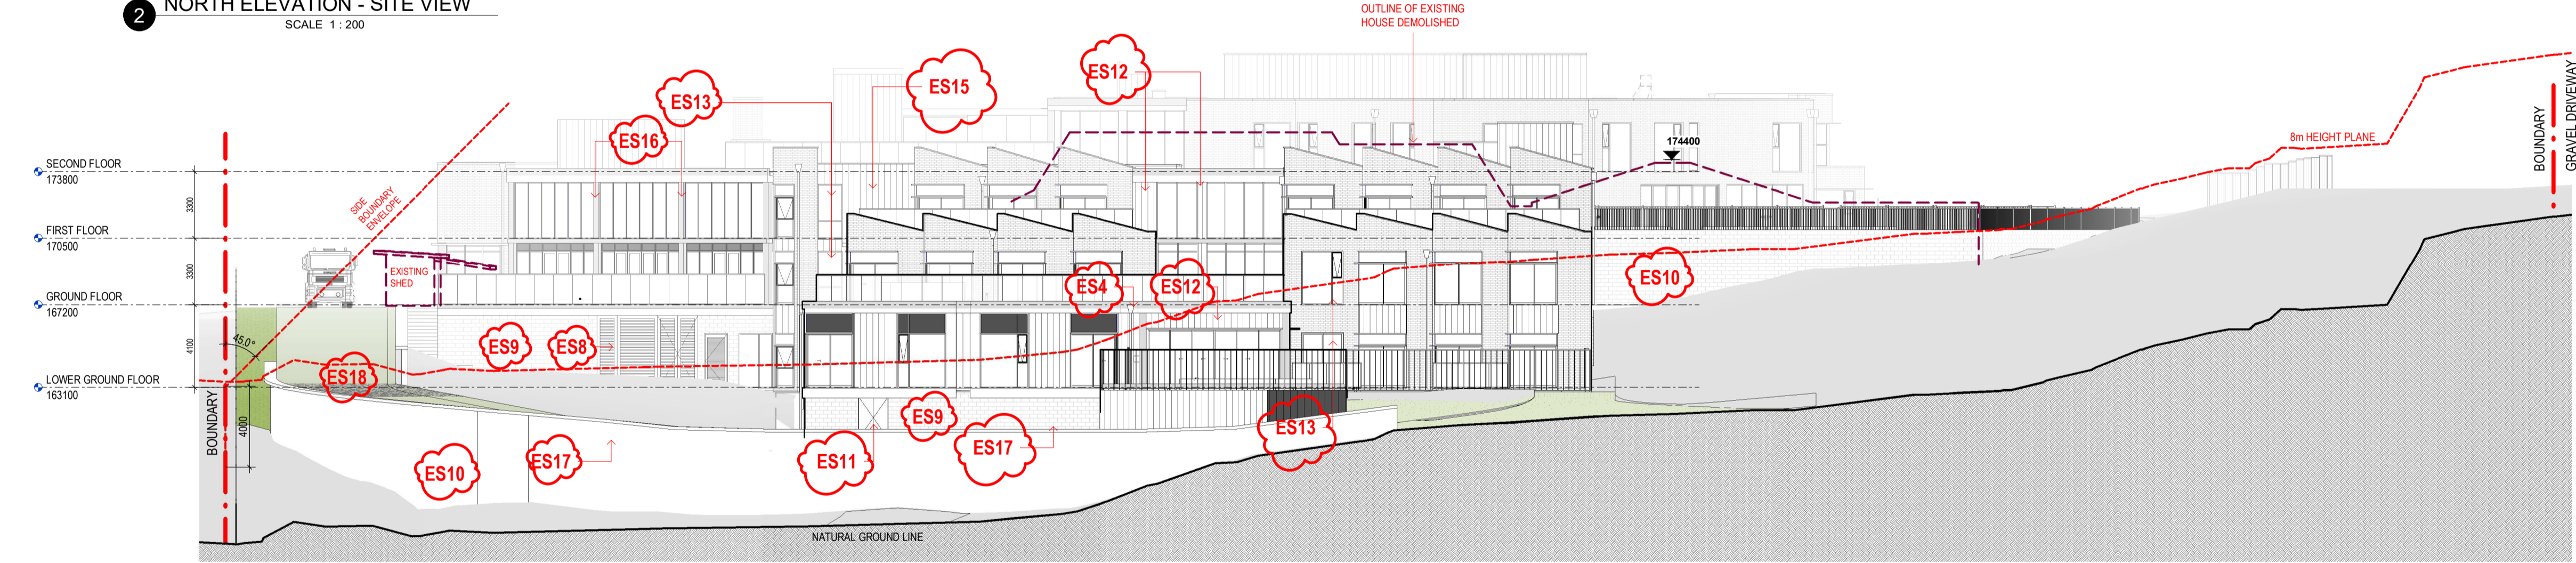 2
NORTH ELEVATION - SITE VIEW
SCALE 1 : 200
OUTLINE OF EXISTING
HOUSE DEMOLISHED
ES15
ES12
ES13
ES16
174400
8m HEIGHT PLANE
BOUNDARY
GRAVEL DRIVEWAY
SECOND FLOOR
173800
3300
SIDE
BOUNDARY
ENVELOPE
FIRST FLOOR
170500
3300
EXISTING
SHED
ES10
ES4
ES12
GROUND FLOOR
167200
4100
45.0°
ES9
ES8
ES18
LOWER GROUND FLOOR
163100
BOUNDARY
4000
ES9
ES13
ES17
ES11
ES17
ES10
NATURAL GROUND LINE